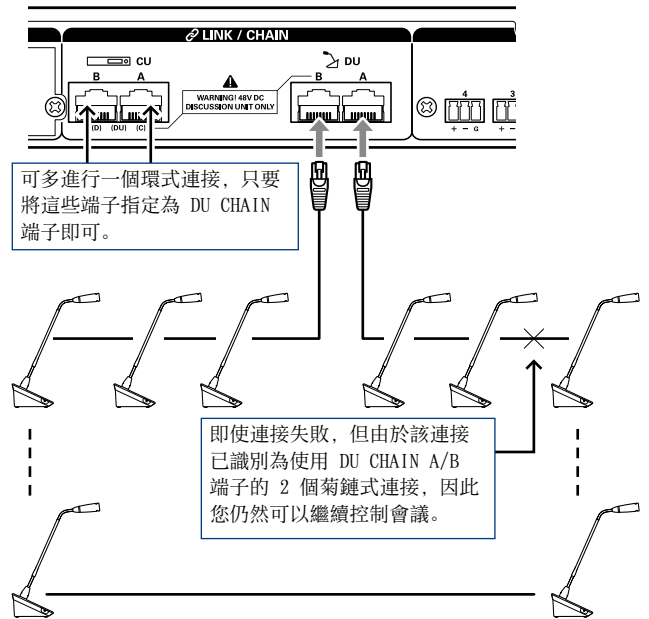 LINK / CHAIN
CU
DU
B A
B A
4 3
WARNING! 48V DC
DISCUSSION UNIT ONLY
(D) (DU) (C)
+ − G + −
可多進行一個環式連接，只要
將這些端子指定為 DU CHAIN
端子即可。
即使連接失敗，但由於該連接
已識別為使用 DU CHAIN A/B
端子的 2 個菊鏈式連接，因此
您仍然可以繼續控制會議。